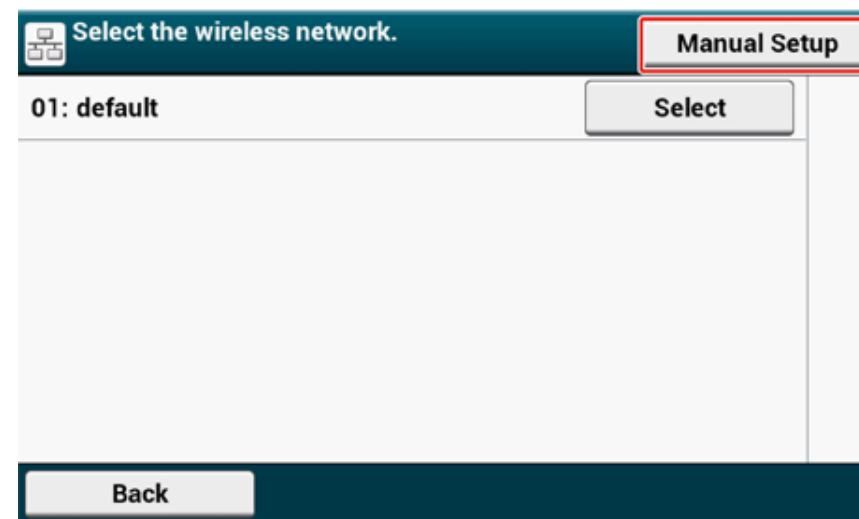 Select the wireless network.
Manual Setup
01: default
Select
Back